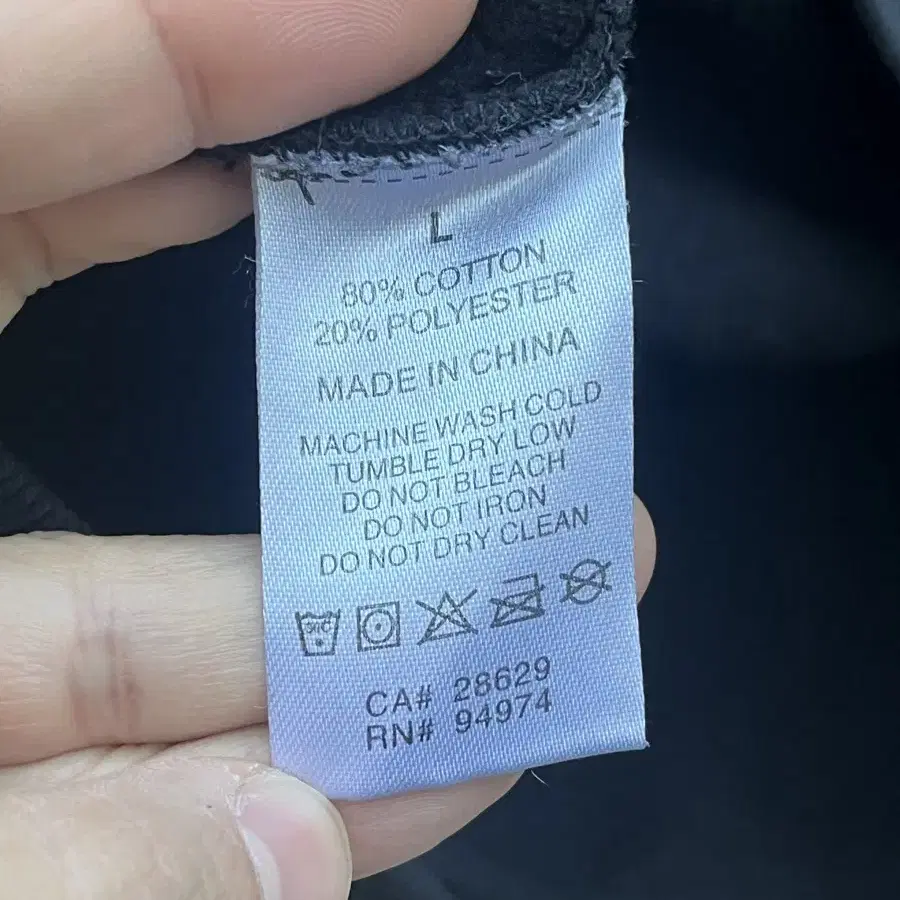 L
80% COTTON
20% POLYESTER
MADE IN CHINA
MACHINE WASH COLD
TUMBLE DRY LOW
DO NOT BLEACH
DO NOT IRON
DO NOT DRY CLEAN
30°C
CA# 28629
RN# 94974